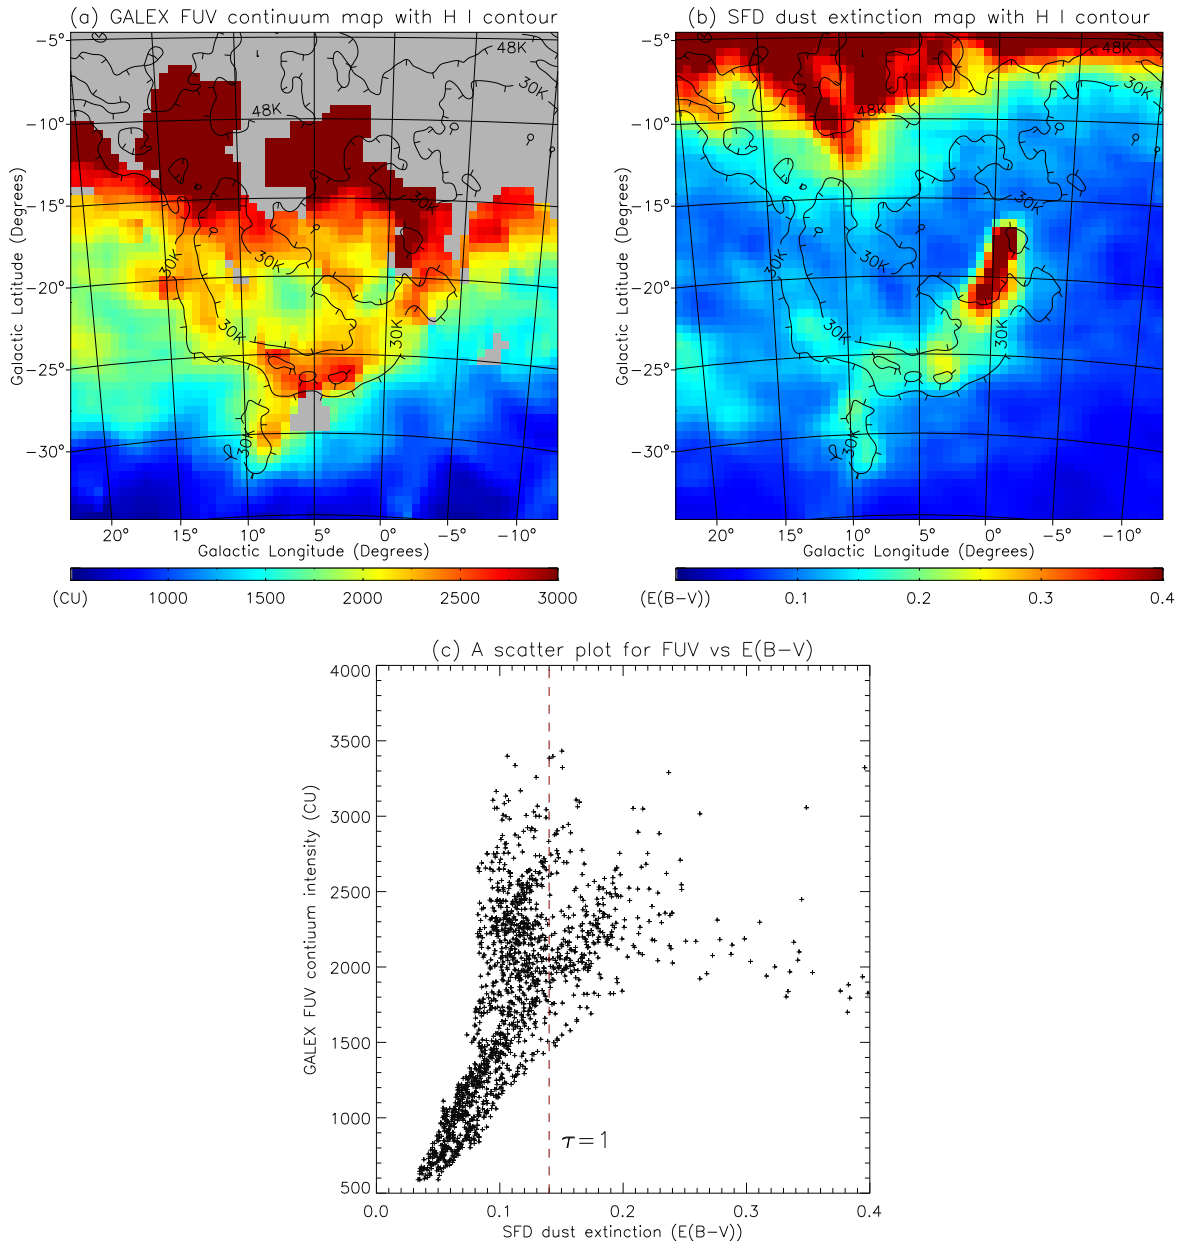 (a) GALEX FUV continuum map with H I contour
(b) SFD dust extinction map with H I contour
−5°
−10°
−15°
−20°
−25°
−30°
Galactic Latitude (Degrees)
48K
30K
48K
30K
30K
30K
30K
30K
30K
20°
15°
10°
5°
0°
−5°
−10°
Galactic Longitude (Degrees)
(CU)
1000
1500
2000
2500
3000
−5°
−10°
−15°
−20°
−25°
−30°
Galactic Latitude (Degrees)
48K
30K
48K
30K
30K
30K
30K
30K
30K
20°
15°
10°
5°
0°
−5°
−10°
Galactic Longitude (Degrees)
(E(B−V))
0.1
0.2
0.3
0.4
(c) A scatter plot for FUV vs E(B−V)
4000
3500
3000
2500
2000
1500
1000
500
GALEX FUV contiuum intensity (CU)
τ=1
0.0
0.1
0.2
0.3
0.4
SFD dust extinction (E(B−V))